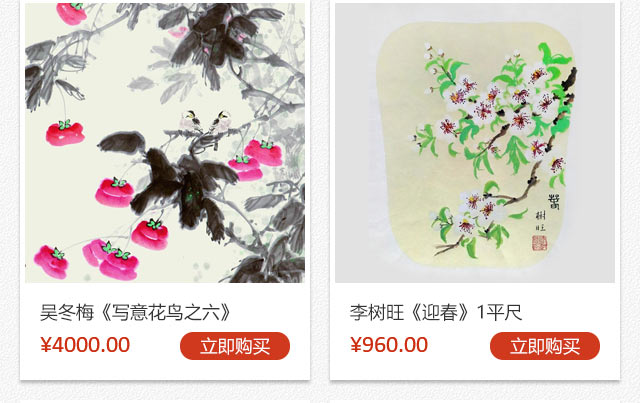 树旺
吴冬梅《写意花鸟之六》
¥4000.00
立即购买
李树旺《迎春》1平尺
¥960.00
立即购买